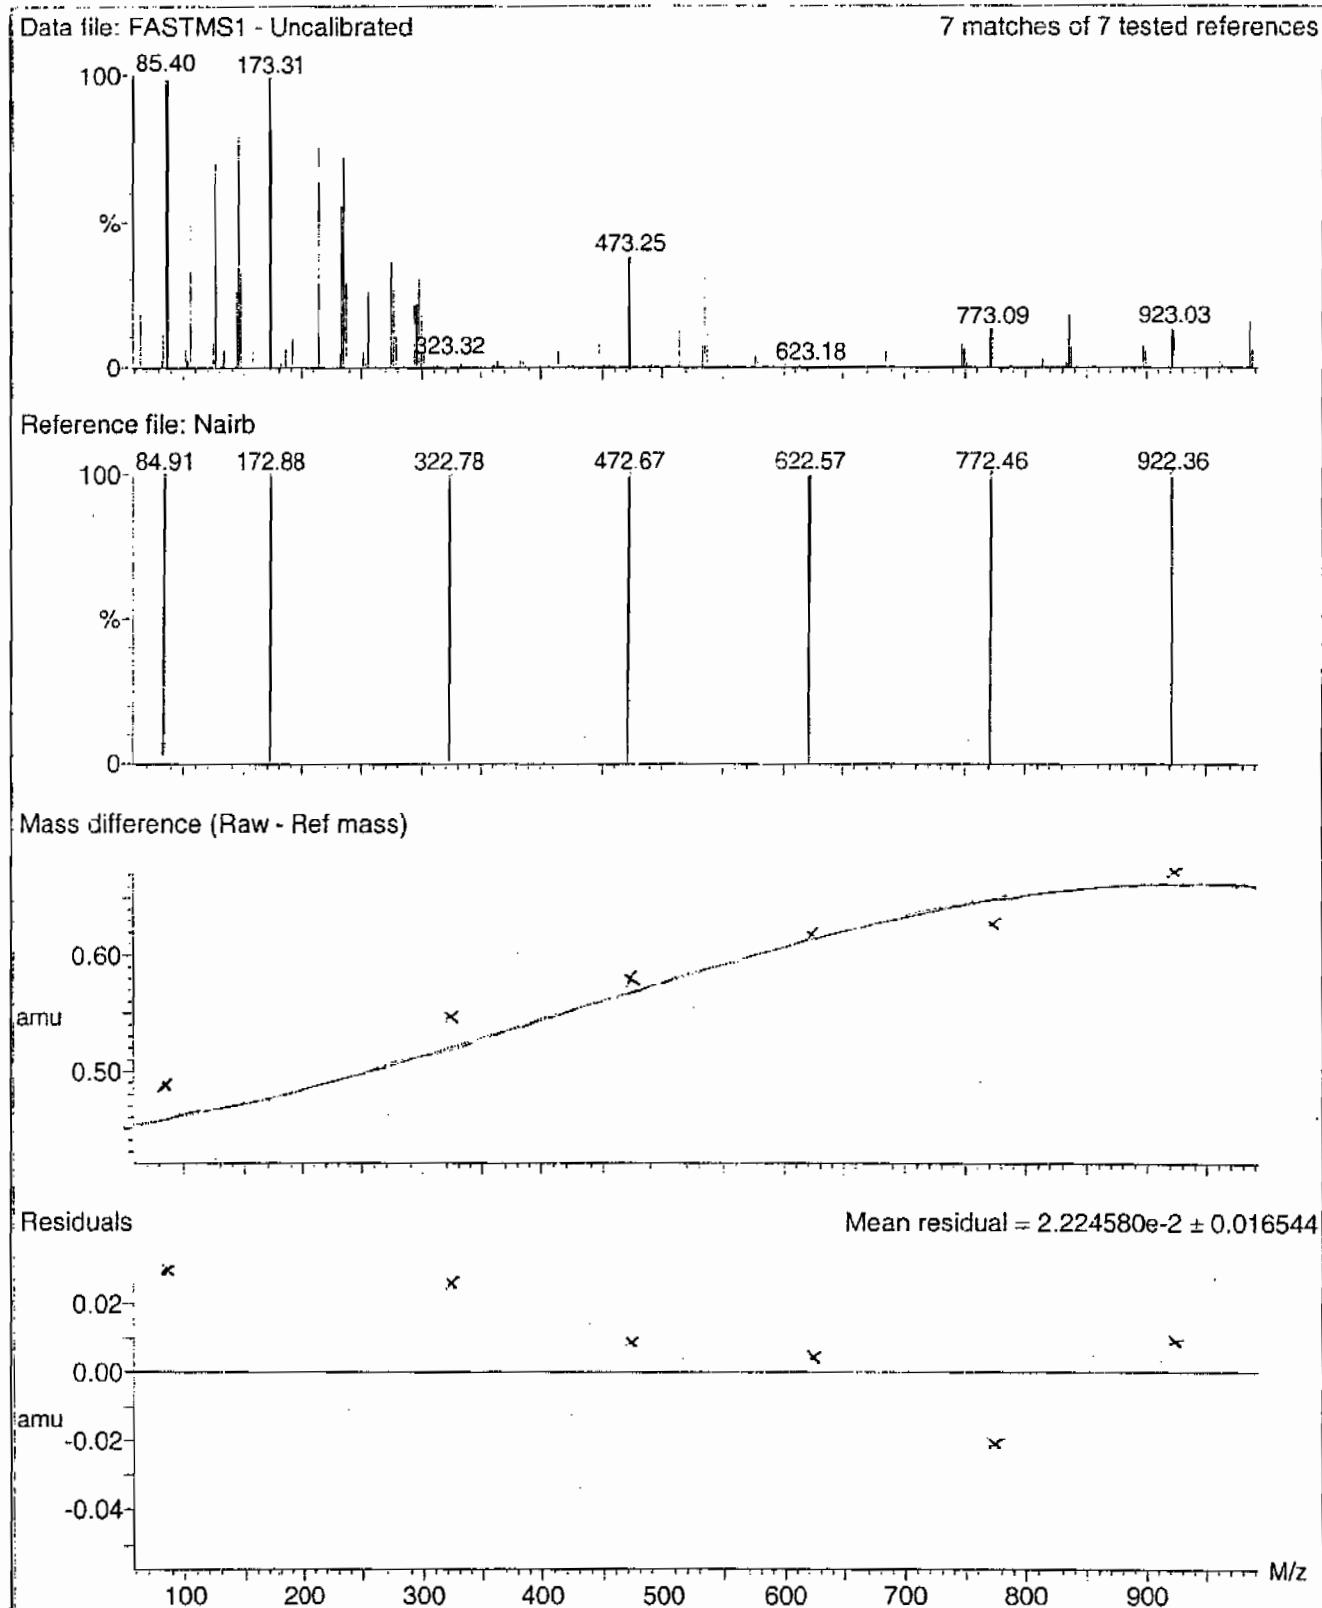 Data file: FASTMS1 - Uncalibrated 7 matches of 7 tested references
85.40 173.31
100
%
473.25
773.09 923.03
323.32 623.18
0
Reference file: Nairb
84.91 172.88 322.78 472.67 622.57 772.46 922.36
100
%
0
Mass difference (Raw - Ref mass)
0.60
amu
0.50
Residuals Mean residual = 2.224580e-2 ± 0.016544
0.02
0.00
amu
-0.02
-0.04
M/z
100 200 300 400 500 600 700 800 900